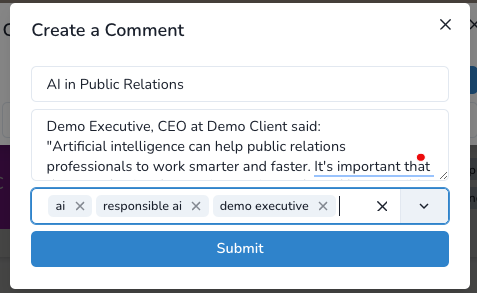 Create a Comment
AI in Public Relations
Demo Executive, CEO at Demo Client said:
"Artificial intelligence can help public relations
professionals to work smarter and faster. It's important that
ai responsible ai demo executive
Submit